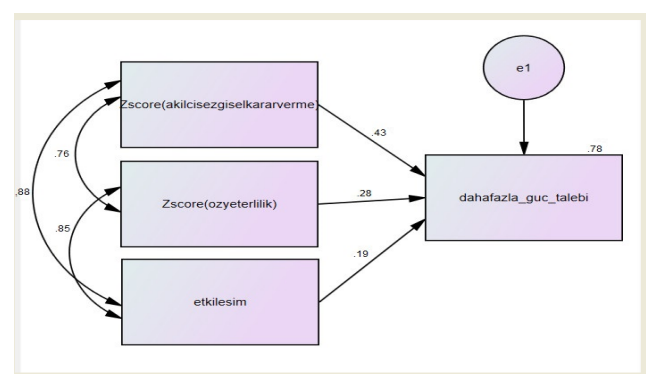 e1
Zscore(akilcisezgiselkararverme)
.43
.76
.78
.88
Zscore(ozyeterlilik)
.28
dahafazla_guc_talebi
.85
.19
etkilesim